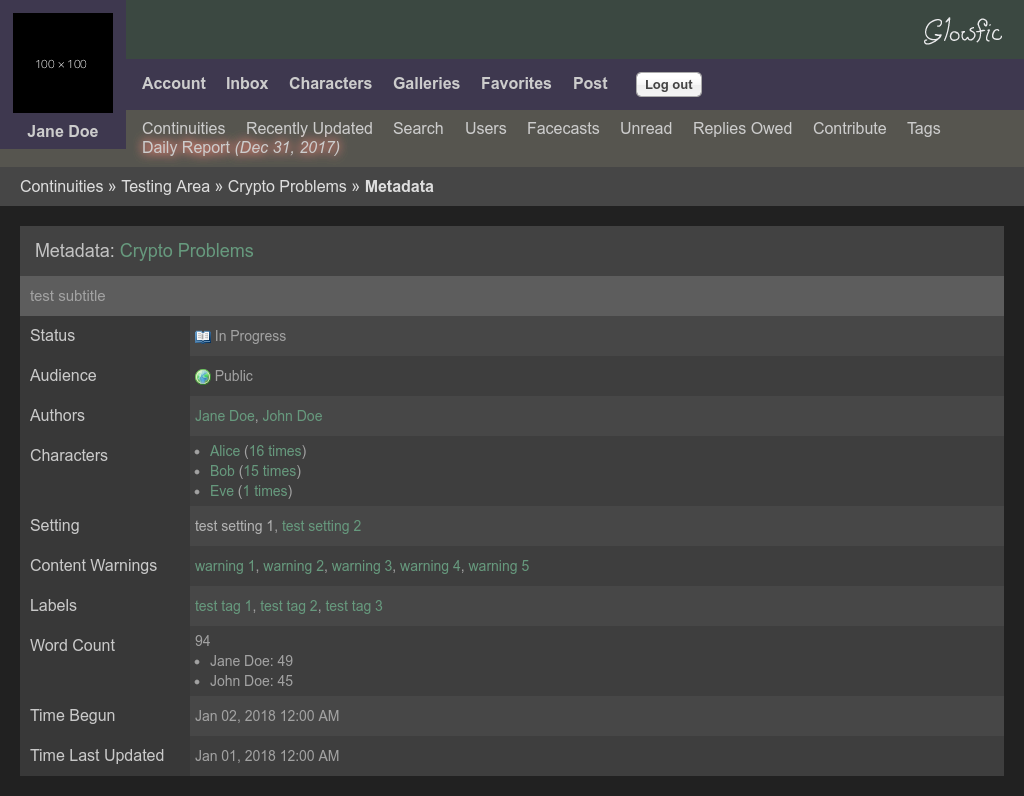 100 × 100
Jane Doe
Glowfic
Account Inbox Characters Galleries Favorites Post Log out
Continuities Recently Updated Search Users Facecasts Unread Replies Owed Contribute Tags
Daily Report (Dec 31, 2017)
Continuities » Testing Area » Crypto Problems » Metadata
Metadata: Crypto Problems
test subtitle
Status In Progress
Audience Public
Authors Jane Doe, John Doe
Characters
• Alice (16 times)
• Bob (15 times)
• Eve (1 times)
Setting test setting 1, test setting 2
Content Warnings warning 1, warning 2, warning 3, warning 4, warning 5
Labels test tag 1, test tag 2, test tag 3
Word Count 94
• Jane Doe: 49
• John Doe: 45
Time Begun Jan 02, 2018 12:00 AM
Time Last Updated Jan 01, 2018 12:00 AM